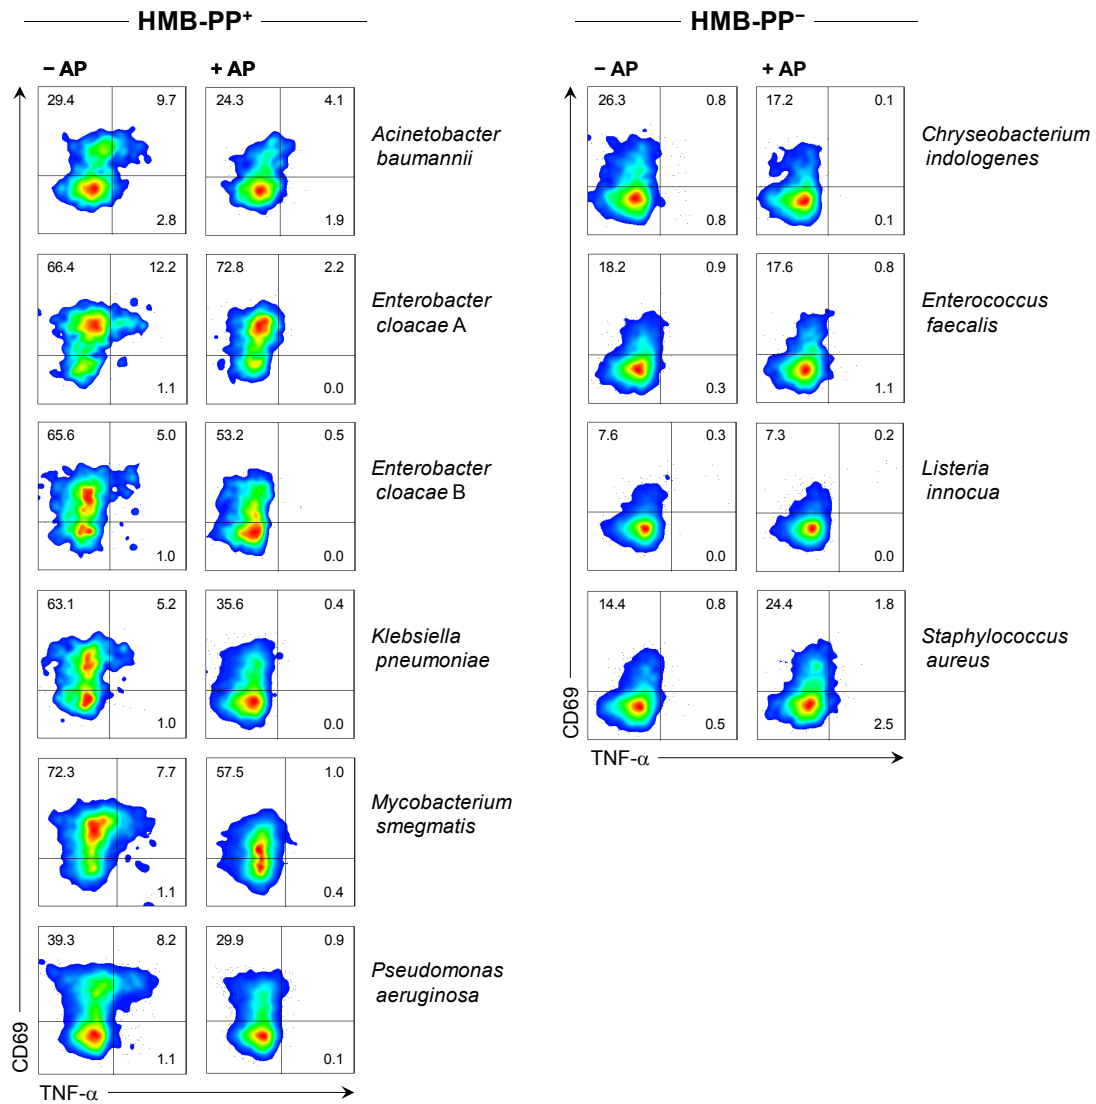 HMB-PP⁺
− AP
+ AP
29.4 9.7
2.8
24.3 4.1
1.9
Acinetobacter
baumannii
66.4 12.2
1.1
72.8 2.2
0.0
Enterobacter
cloacae A
65.6 5.0
1.0
53.2 0.5
0.0
Enterobacter
cloacae B
63.1 5.2
1.0
35.6 0.4
0.0
Klebsiella
pneumoniae
72.3 7.7
1.1
57.5 1.0
0.4
Mycobacterium
smegmatis
39.3 8.2
1.1
29.9 0.9
0.1
Pseudomonas
aeruginosa
CD69
TNF-α
HMB-PP⁻
− AP
+ AP
26.3 0.8
0.8
17.2 0.1
0.1
Chryseobacterium
indologenes
18.2 0.9
0.3
17.6 0.8
1.1
Enterococcus
faecalis
7.6 0.3
0.0
7.3 0.2
0.0
Listeria
innocua
14.4 0.8
0.5
24.4 1.8
2.5
Staphylococcus
aureus
CD69
TNF-α